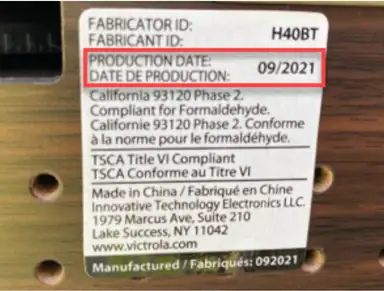 FABRICATOR ID:
FABRICANT ID: H40BT
PRODUCTION DATE:
DATE DE PRODUCTION: 09/2021
California 93120 Phase 2.
Compliant for Formaldehyde.
Californie 93120 Phase 2. Conforme
à la norme pour le formaldéhyde.
TSCA Title VI Compliant
TSCA Conforme au Titre VI
Made in China / Fabriqué en Chine
Innovative Technology Electronics LLC.
1979 Marcus Ave, Suite 210
Lake Success, NY 11042
www.victrola.com
Manufactured / Fabriqués: 092021